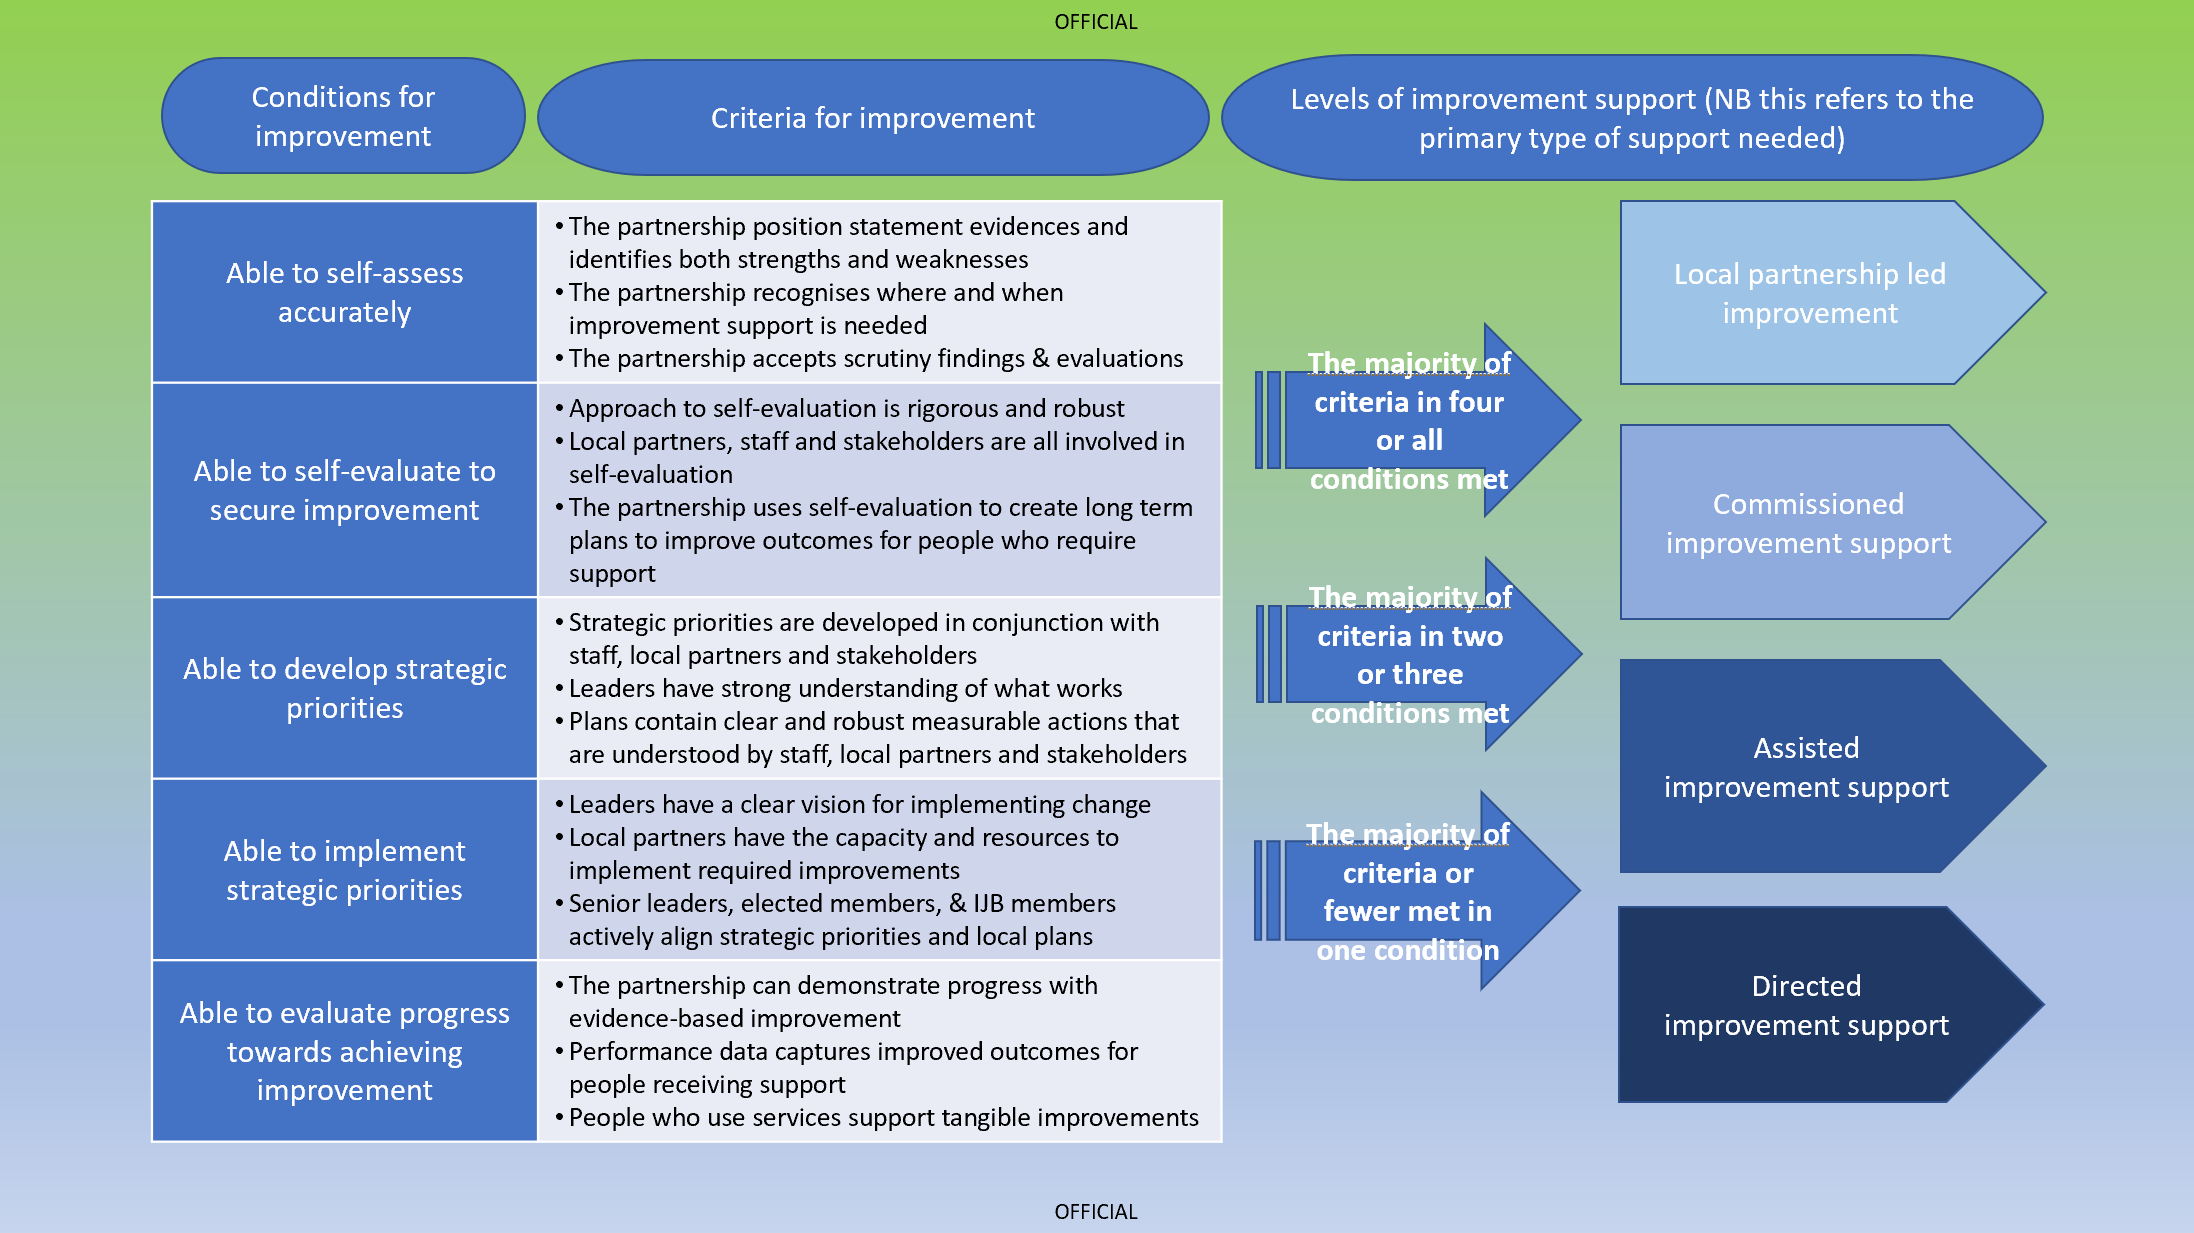 OFFICIAL
Conditions for
improvement
Criteria for improvement
Levels of improvement support (NB this refers to the
primary type of support needed)
Able to self-assess
accurately
• The partnership position statement evidences and
identifies both strengths and weaknesses
• The partnership recognises where and when
improvement support is needed
• The partnership accepts scrutiny findings & evaluations
Able to self-evaluate to
secure improvement
• Approach to self-evaluation is rigorous and robust
• Local partners, staff and stakeholders are all involved in
self-evaluation
• The partnership uses self-evaluation to create long term
plans to improve outcomes for people who require
support
Able to develop strategic
priorities
• Strategic priorities are developed in conjunction with
staff, local partners and stakeholders
• Leaders have strong understanding of what works
• Plans contain clear and robust measurable actions that
are understood by staff, local partners and stakeholders
Able to implement
strategic priorities
• Leaders have a clear vision for implementing change
• Local partners have the capacity and resources to
implement required improvements
• Senior leaders, elected members, & IJB members
actively align strategic priorities and local plans
Able to evaluate progress
towards achieving
improvement
• The partnership can demonstrate progress with
evidence-based improvement
• Performance data captures improved outcomes for
people receiving support
• People who use services support tangible improvements
The majority of
criteria in four
or all
conditions met
The majority of
criteria in two
or three
conditions met
The majority of
criteria or
fewer met in
one condition
Local partnership led
improvement
Commissioned
improvement support
Assisted
improvement support
Directed
improvement support
OFFICIAL